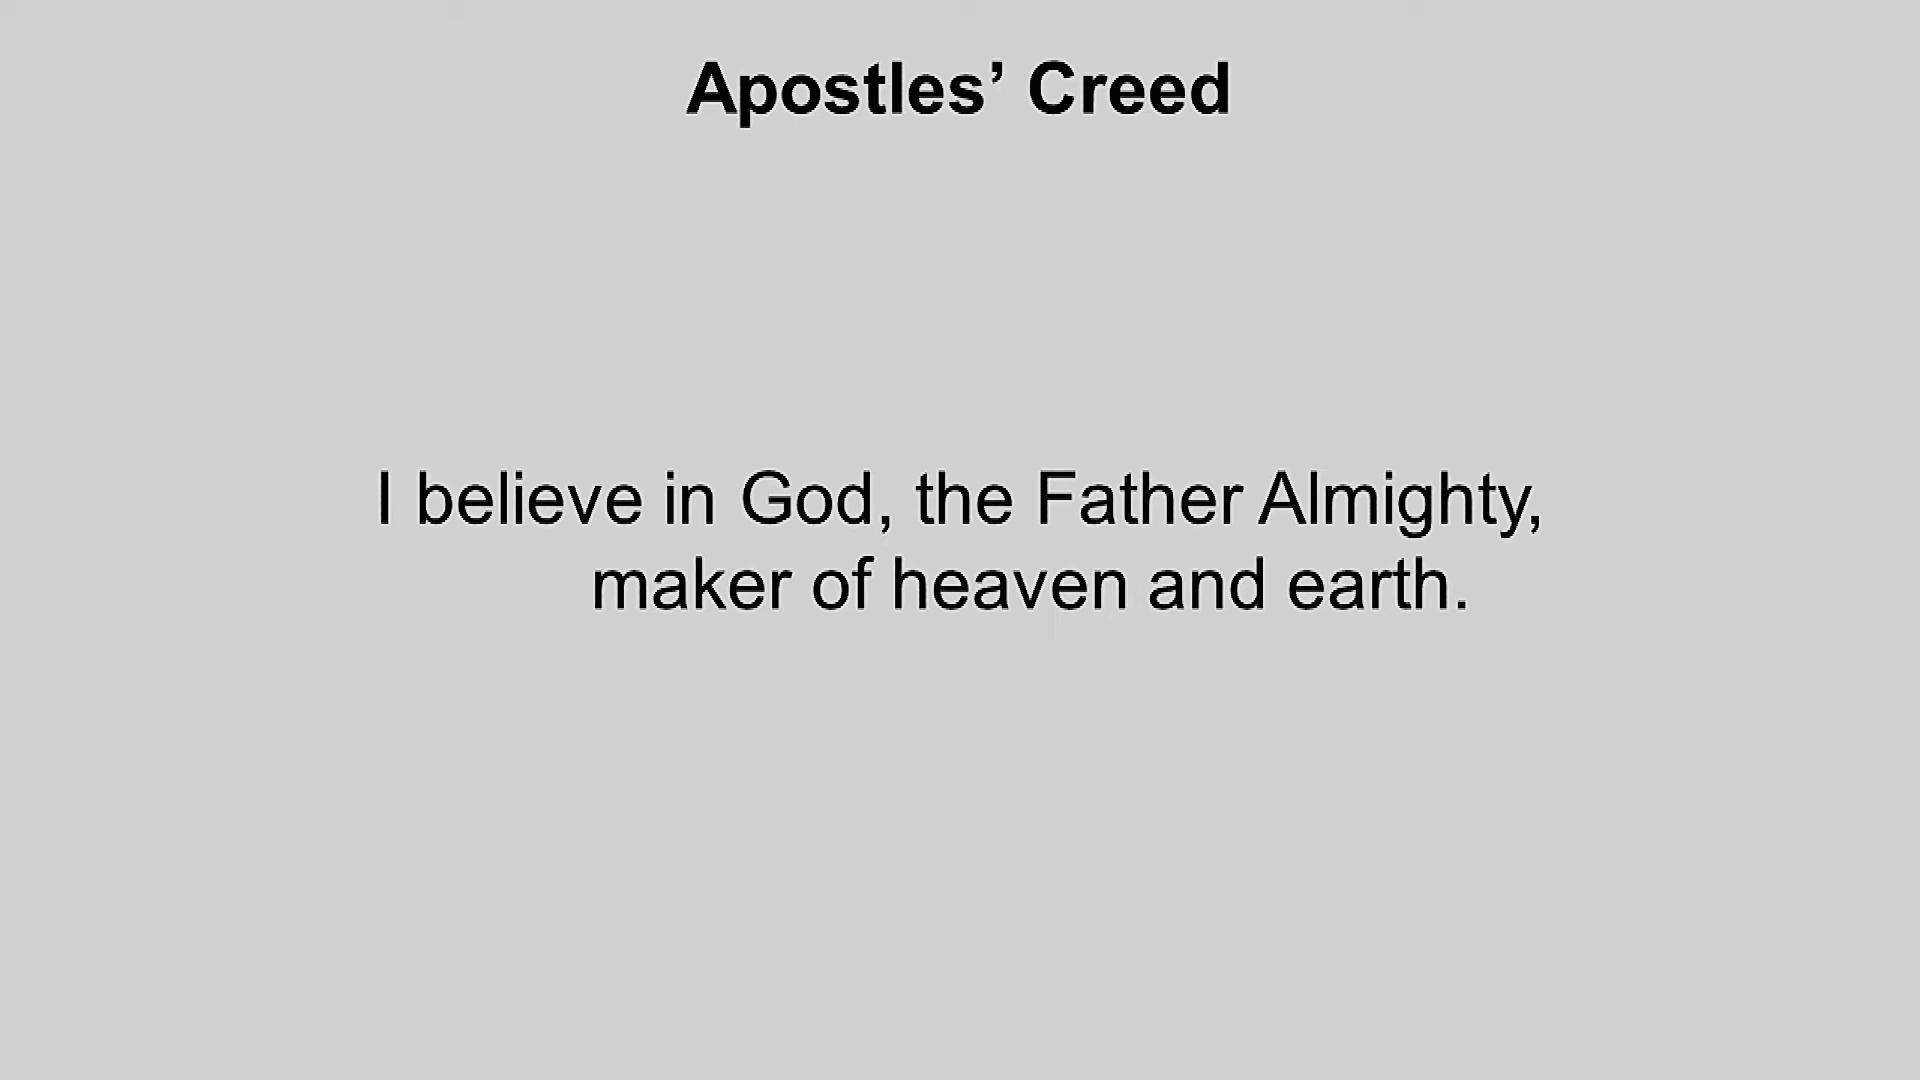 Apostles’ Creed
I believe in God, the Father Almighty,
maker of heaven and earth.